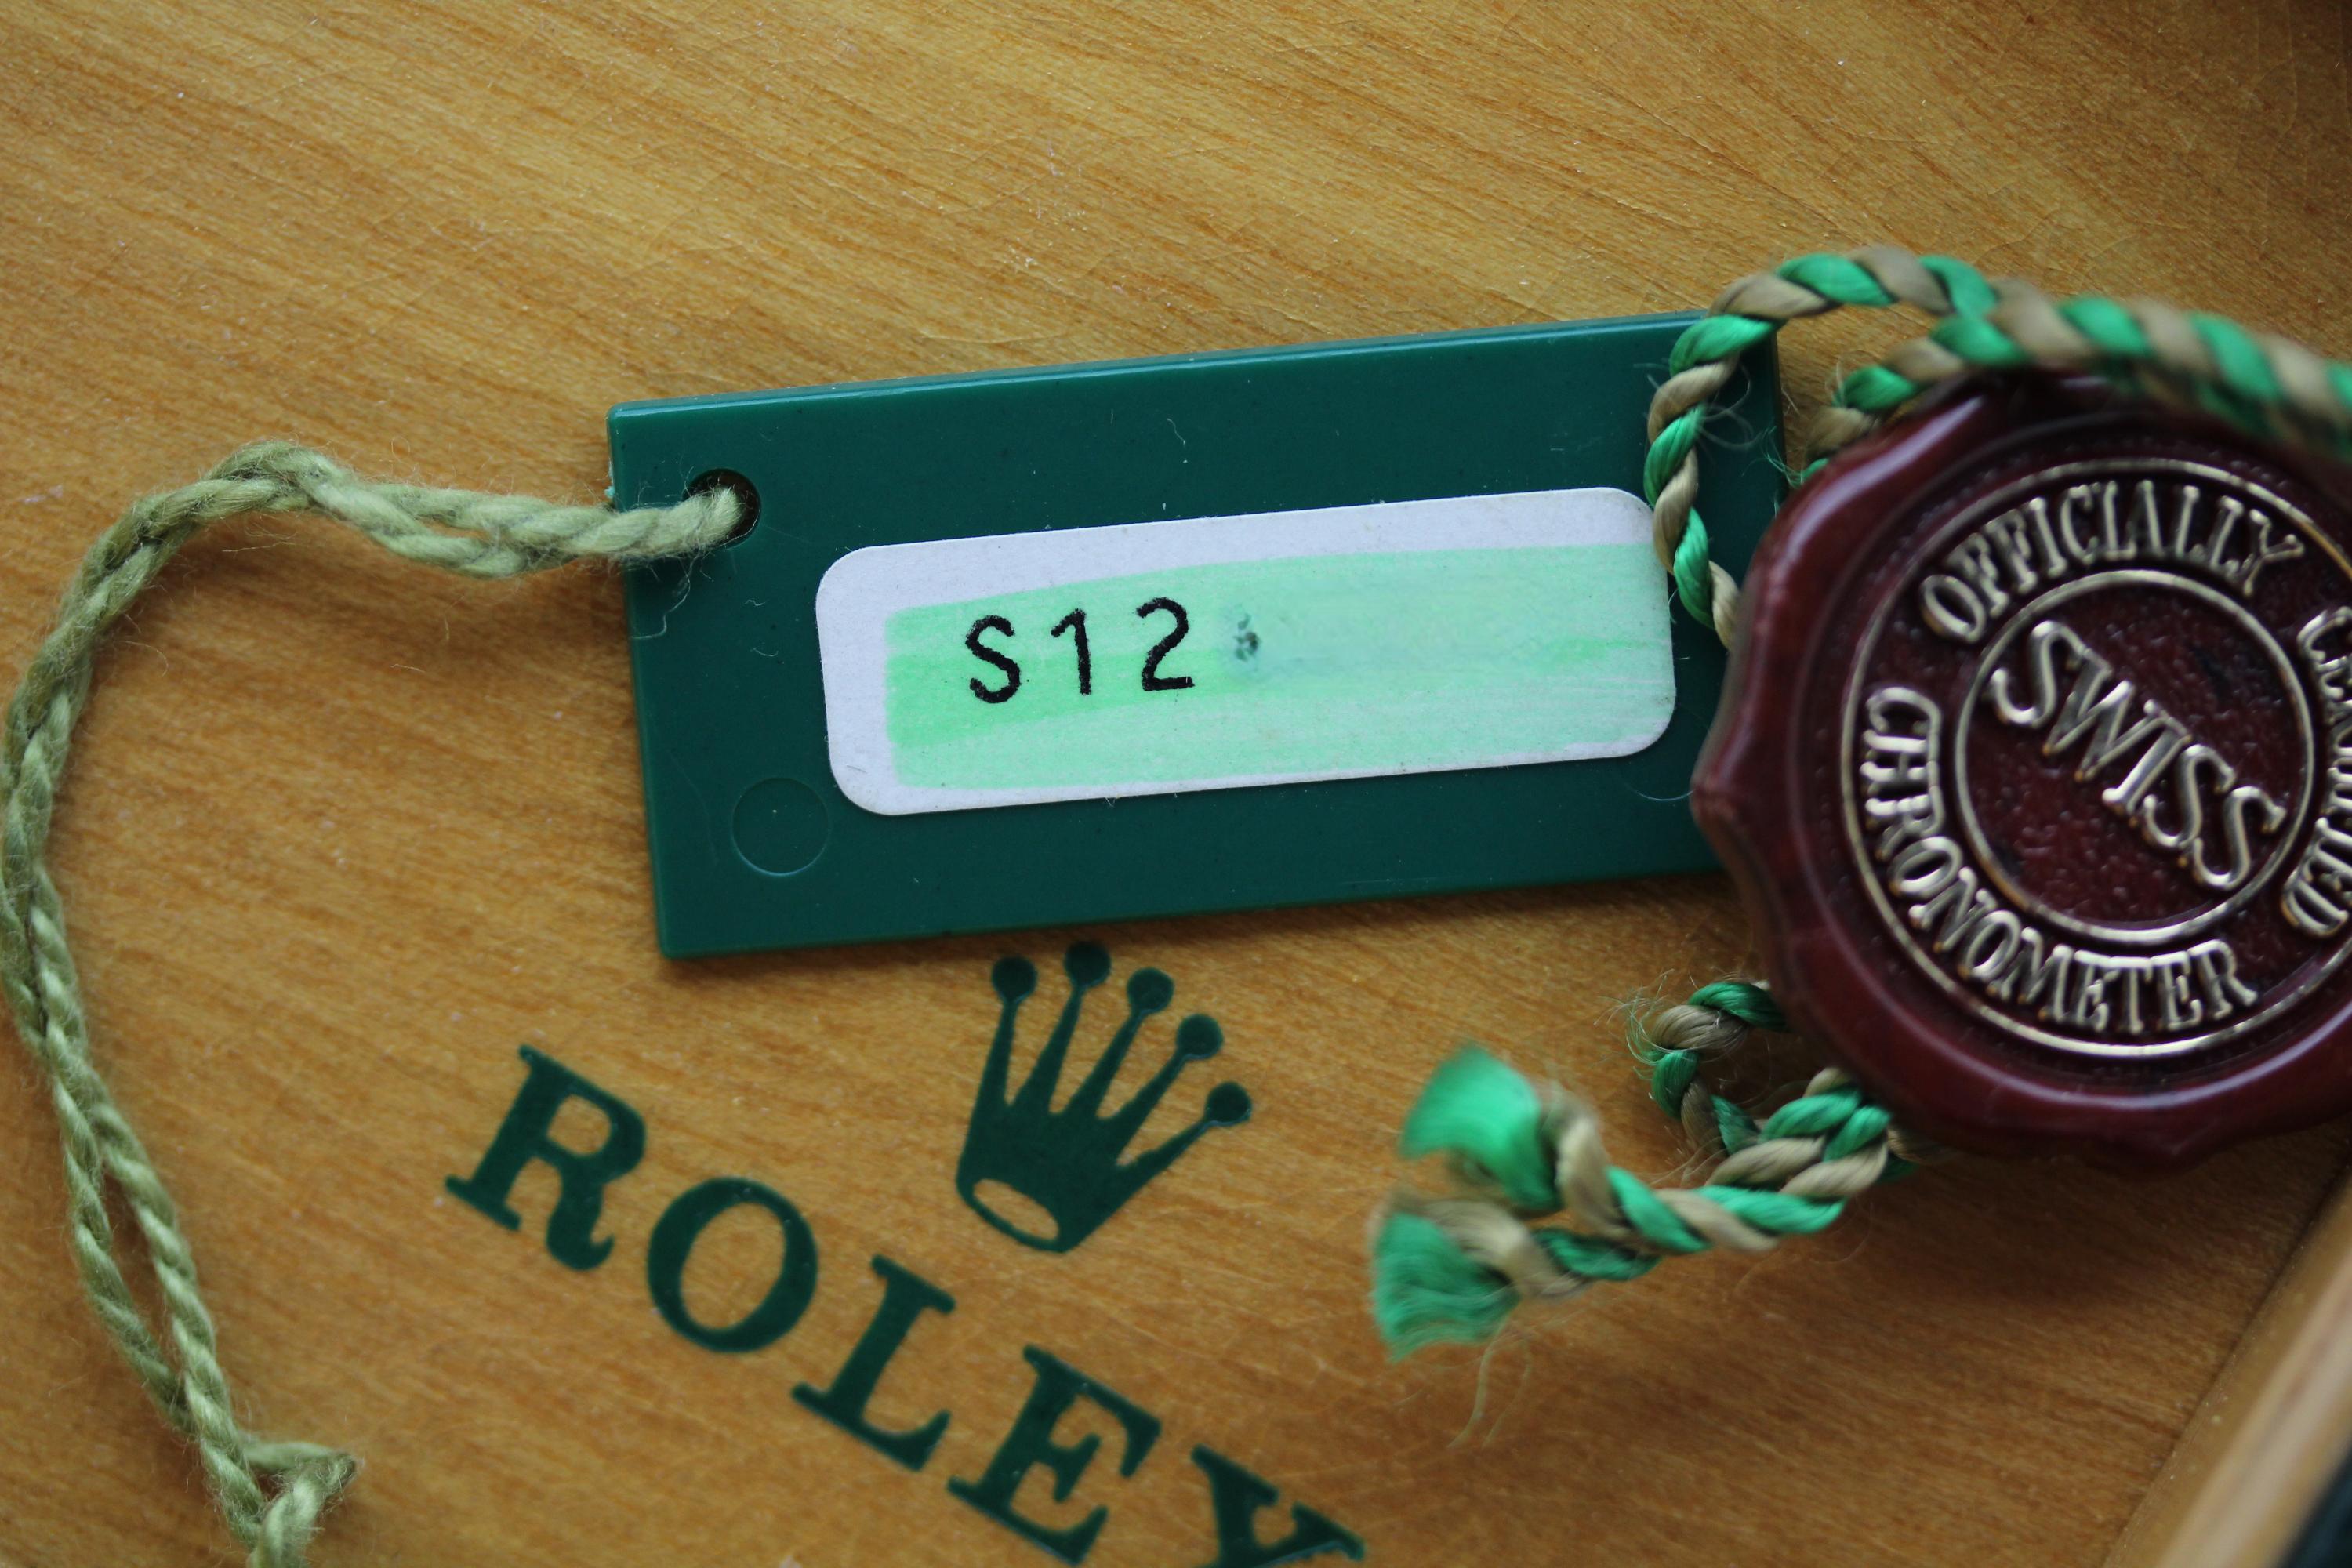 S12
OFFICIALLY CERTIFIED
CHRONOMETER
SWISS
ROLEX